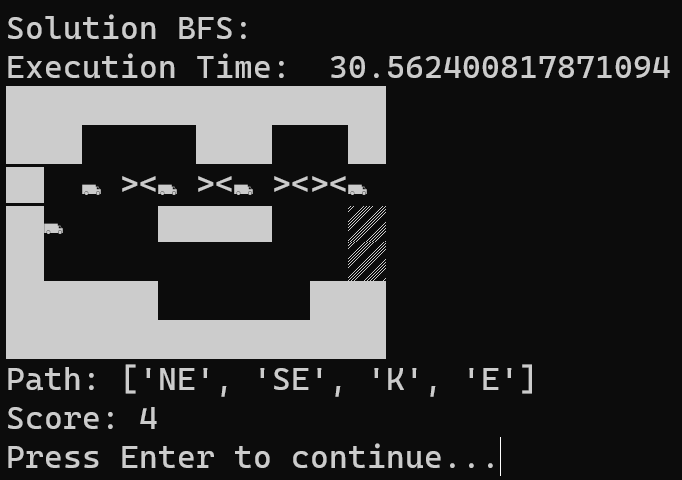 Solution BFS:
Execution Time:  30.562400817871094
⛟ ><⛟ ><⛟ ><><⛟
⛟
Path: ['NE', 'SE', 'K', 'E']
Score: 4
Press Enter to continue...